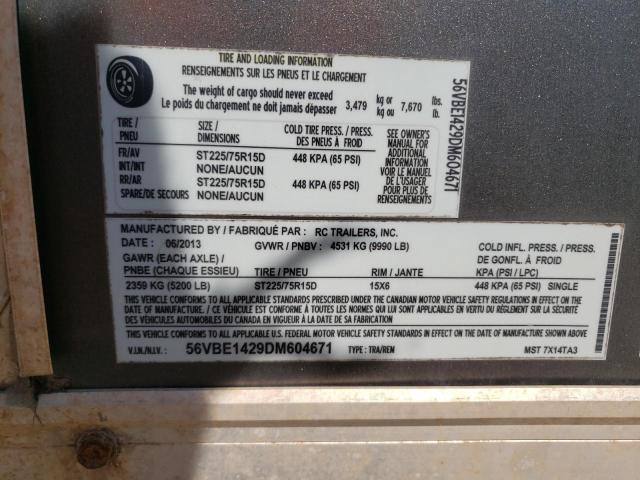 TIRE AND LOADING INFORMATION
RENSEIGNEMENTS SUR LES PNEUS ET LE CHARGEMENT
The weight of cargo should never exceed
Le poids du chargement ne doit jamais dépasser 3,479 kg or / kg ou 7,670 lbs. / lb.
TIRE / PNEU SIZE / DIMENSIONS COLD TIRE PRESS. / PRESS. DES PNEUS À FROID
FR/AV ST225/75R15D 448 KPA (65 PSI)
INT/INT NONE/AUCUN
RR/AR ST225/75R15D 448 KPA (65 PSI)
SPARE/DE SECOURS NONE/AUCUN
SEE OWNER'S
MANUAL FOR
ADDITIONAL
INFORMATION
VOIR LE MANUEL
DE L'USAGER
POUR PLUS DE
RENSEIGNEMENTS
56VBE1429DM604671
MANUFACTURED BY / FABRIQUÉ PAR : RC TRAILERS, INC.
DATE : 06/2013 GVWR / PNBV : 4531 KG (9990 LB)
GAWR (EACH AXLE) /
PNBE (CHAQUE ESSIEU) TIRE / PNEU RIM / JANTE
COLD INFL. PRESS. / PRESS.
DE GONFL. À FROID
KPA (PSI / LPC)
2359 KG (5200 LB) ST225/75R15D 15X6 448 KPA (65 PSI) SINGLE
THIS VEHICLE CONFORMS TO ALL APPLICABLE STANDARDS PRESCRIBED UNDER THE CANADIAN MOTOR VEHICLE SAFETY REGULATIONS IN EFFECT ON
THE DATE OF MANUFACTURE. / CE VÉHICULE EST CONFORME À TOUTES LES NORMES QUI LUI SONT APPLICABLES EN VERTU DU RÈGLEMENT SUR LA SÉCURITÉ
DES VÉHICULES AUTOMOBILES DU CANADA EN VIGUEUR À LA DATE DE SA FABRICATION.
THIS VEHICLE CONFORMS TO ALL APPLICABLE U.S. FEDERAL MOTOR VEHICLE SAFETY STANDARDS IN EFFECT ON THE DATE OF MANUFACTURE SHOWN ABOVE.
V.I.N./N.I.V. : 56VBE1429DM604671 TYPE : TRA/REM MST 7X14TA3